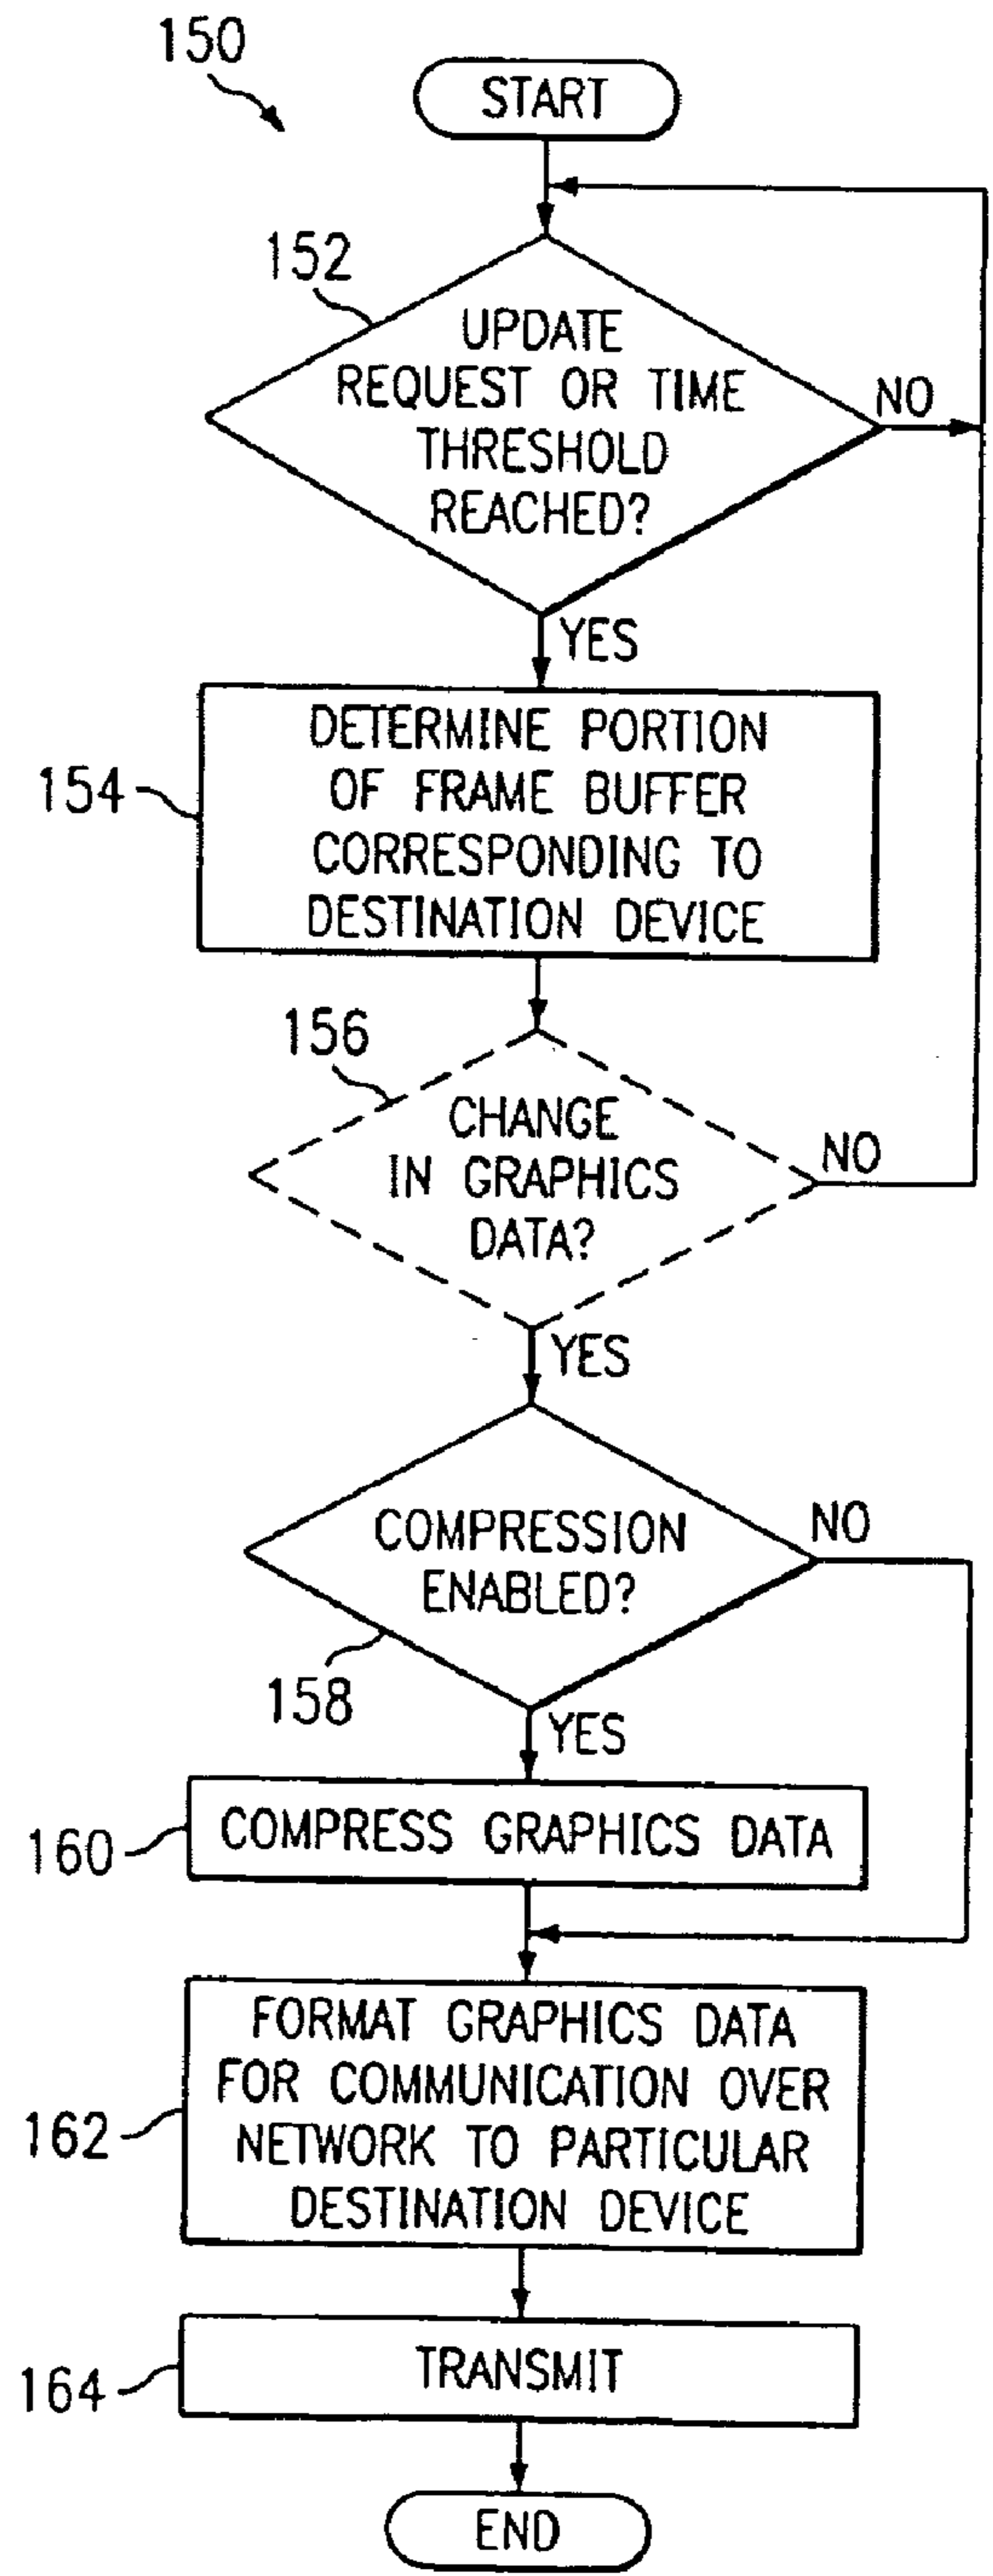 150
START
152
UPDATE
REQUEST OR TIME
THRESHOLD
REACHED?
NO
YES
154
DETERMINE PORTION
OF FRAME BUFFER
CORRESPONDING TO
DESTINATION DEVICE
156
CHANGE
IN GRAPHICS
DATA?
NO
YES
COMPRESSION
ENABLED?
NO
158
YES
160
COMPRESS GRAPHICS DATA
162
FORMAT GRAPHICS DATA
FOR COMMUNICATION OVER
NETWORK TO PARTICULAR
DESTINATION DEVICE
164
TRANSMIT
END